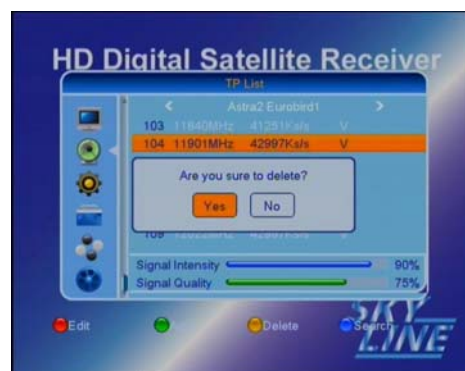 HD Digital Satellite Receiver
TP List
< Astra2 Eurobird1 >
103 11840MHz 41251Ks/s V
104 11901MHz 42997Ks/s V
Are you sure to delete?
Yes No
109
Signal Intensity 90%
Signal Quality 75%
Edit Delete Search
SKY
LINE